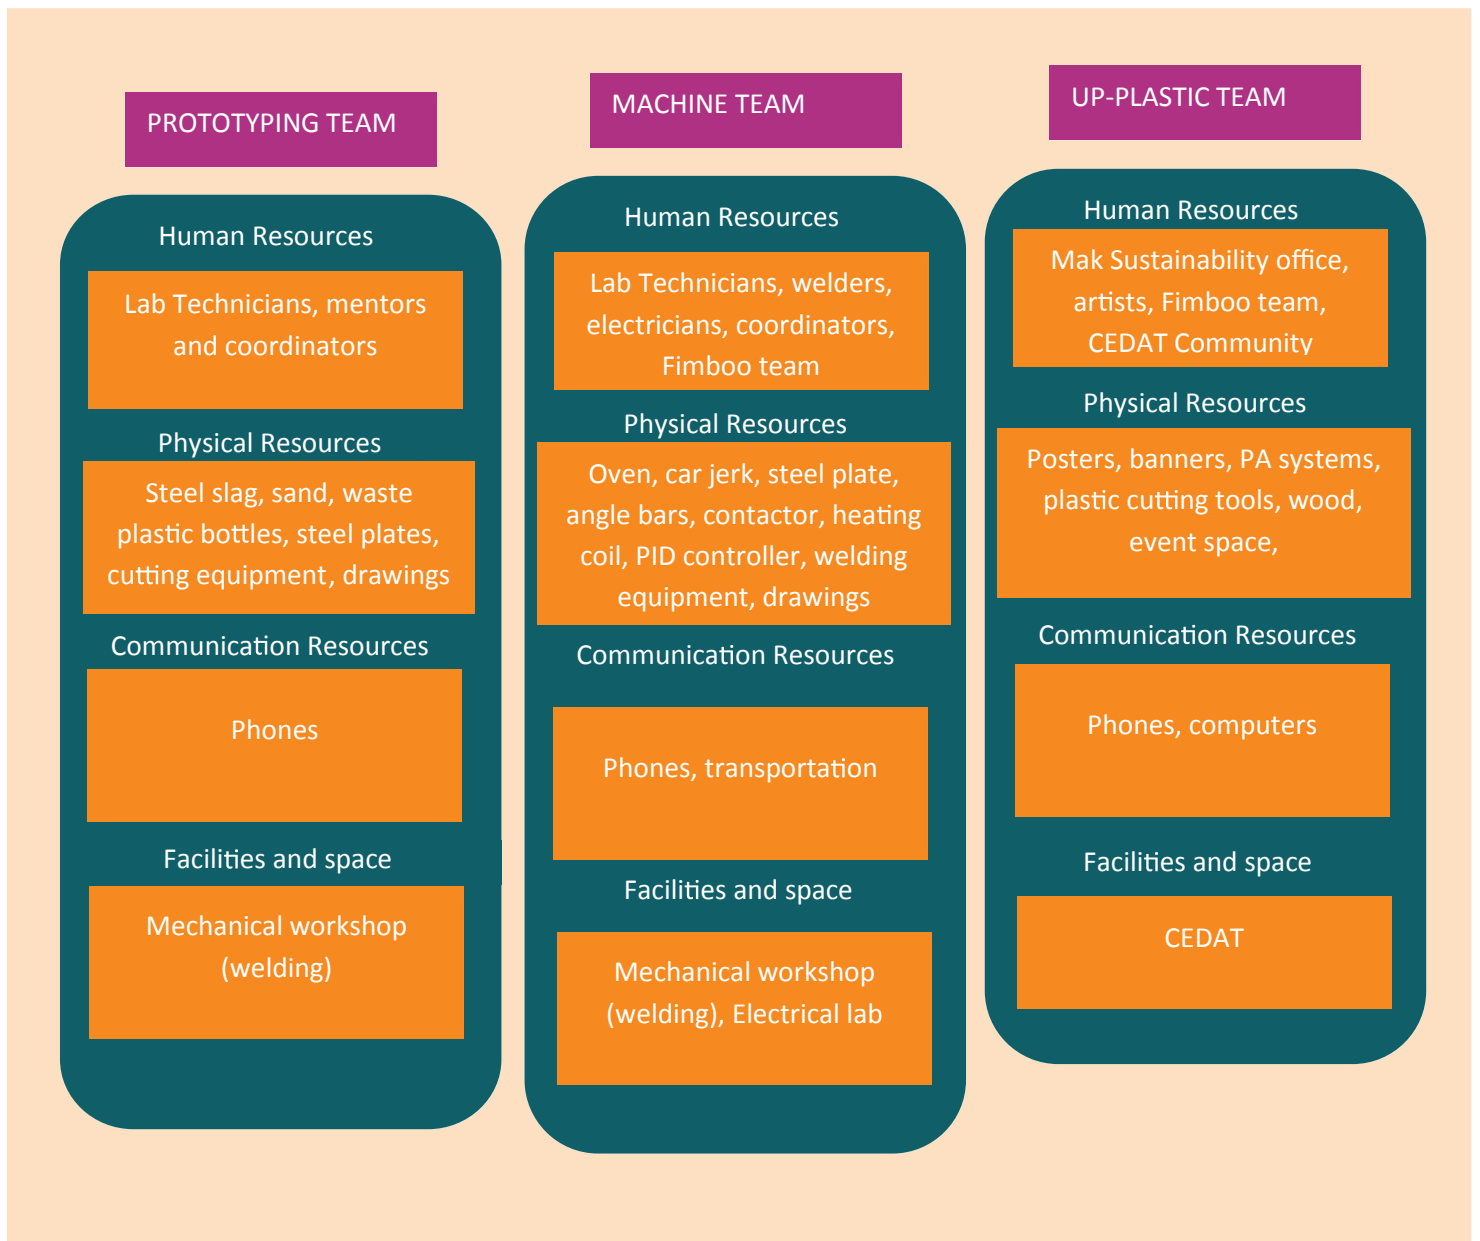 PROTOTYPING TEAM
Human Resources
Lab Technicians, mentors
and coordinators
Physical Resources
Steel slag, sand, waste
plastic bottles, steel plates,
cutting equipment, drawings
Communication Resources
Phones
Facilities and space
Mechanical workshop
(welding)
MACHINE TEAM
Human Resources
Lab Technicians, welders,
electricians, coordinators,
Fimboo team
Physical Resources
Oven, car jerk, steel plate,
angle bars, contactor, heating
coil, PID controller, welding
equipment, drawings
Communication Resources
Phones, transportation
Facilities and space
Mechanical workshop
(welding), Electrical lab
UP-PLASTIC TEAM
Human Resources
Mak Sustainability office,
artists, Fimboo team,
CEDAT Community
Physical Resources
Posters, banners, PA systems,
plastic cutting tools, wood,
event space,
Communication Resources
Phones, computers
Facilities and space
CEDAT